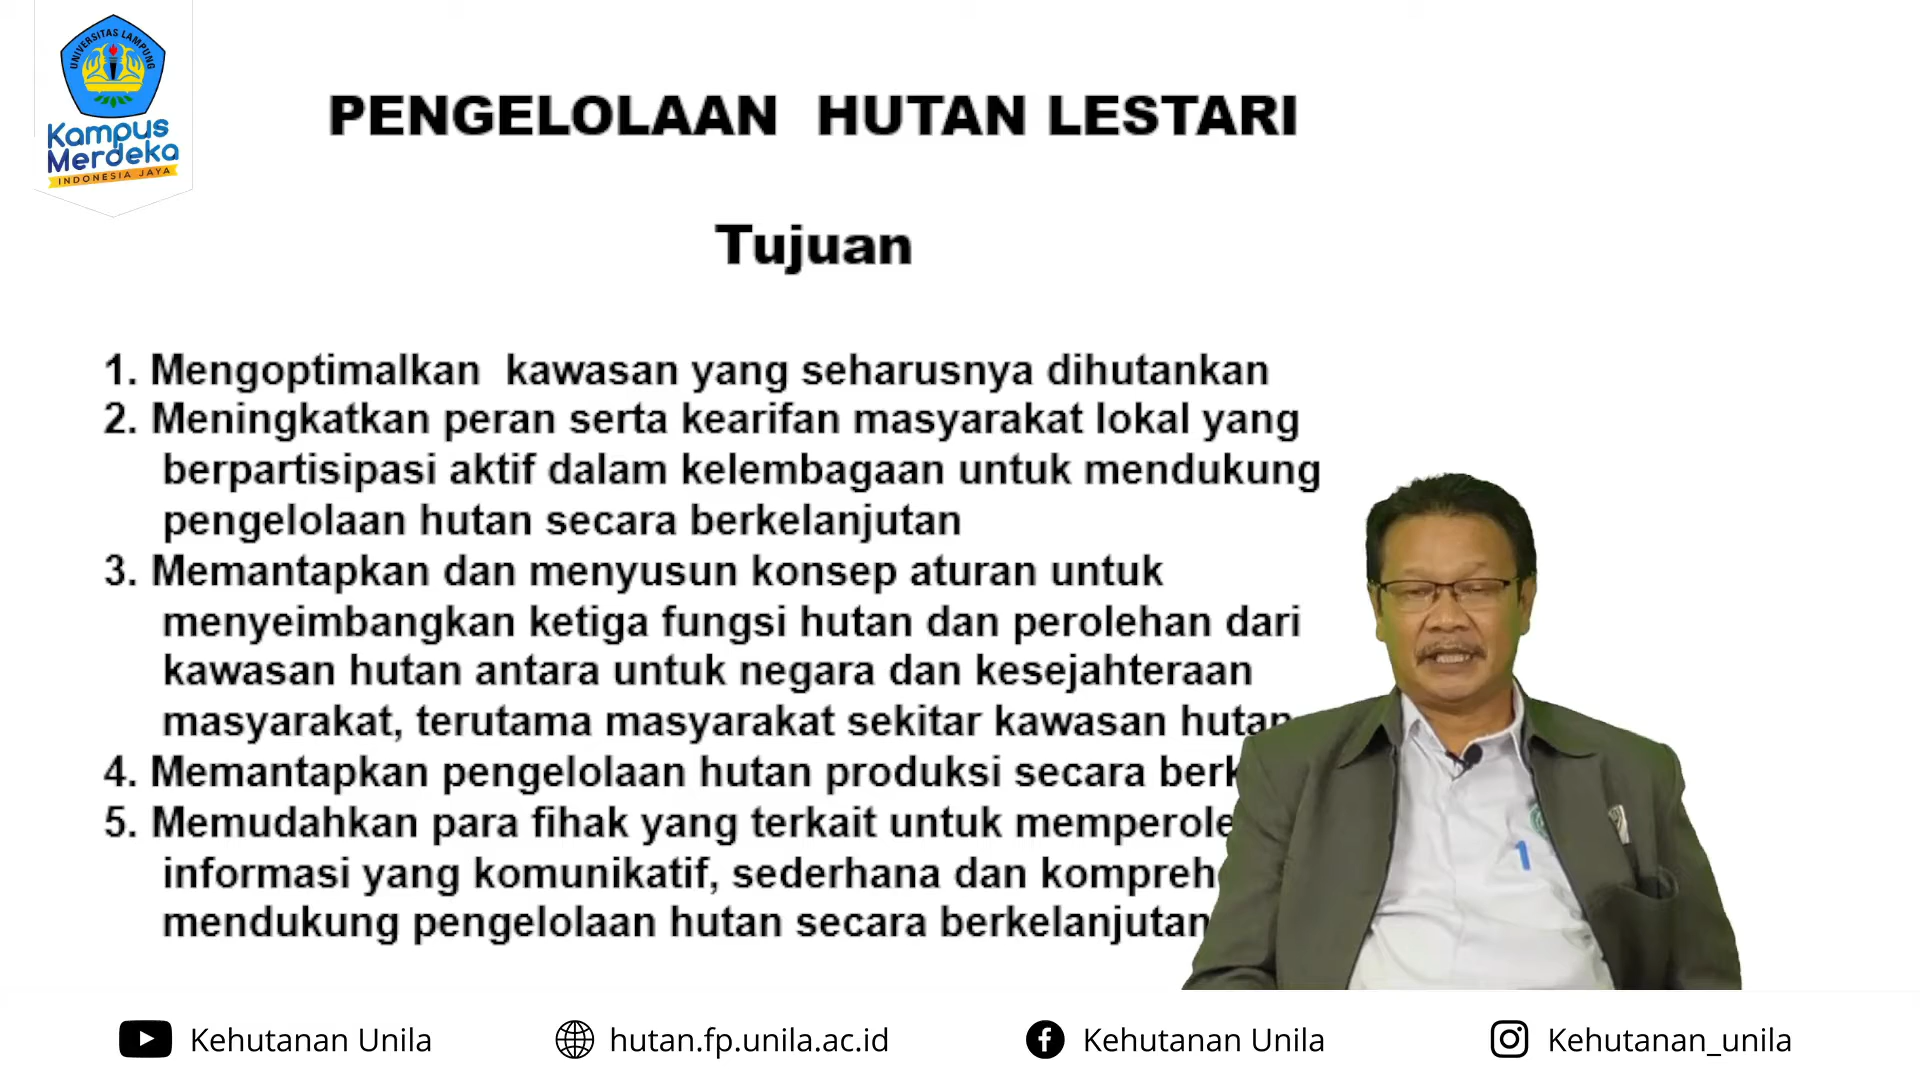 UNIVERSITAS LAMPUNG
Kampus
Merdeka
INDONESIA JAYA
PENGELOLAAN HUTAN LESTARI
Tujuan
1. Mengoptimalkan kawasan yang seharusnya dihutankan
2. Meningkatkan peran serta kearifan masyarakat lokal yang
berpartisipasi aktif dalam kelembagaan untuk mendukung
pengelolaan hutan secara berkelanjutan
3. Memantapkan dan menyusun konsep aturan untuk
menyeimbangkan ketiga fungsi hutan dan perolehan dari
kawasan hutan antara untuk negara dan kesejahteraan
masyarakat, terutama masyarakat sekitar kawasan hutan
4. Memantapkan pengelolaan hutan produksi secara
5. Memudahkan para fihak yang terkait untuk
informasi yang komunikatif, sederhana dan
mendukung pengelolaan hutan secara berkelanjutan
Kehutanan Unila
hutan.fp.unila.ac.id
Kehutanan Unila
Kehutanan_unila